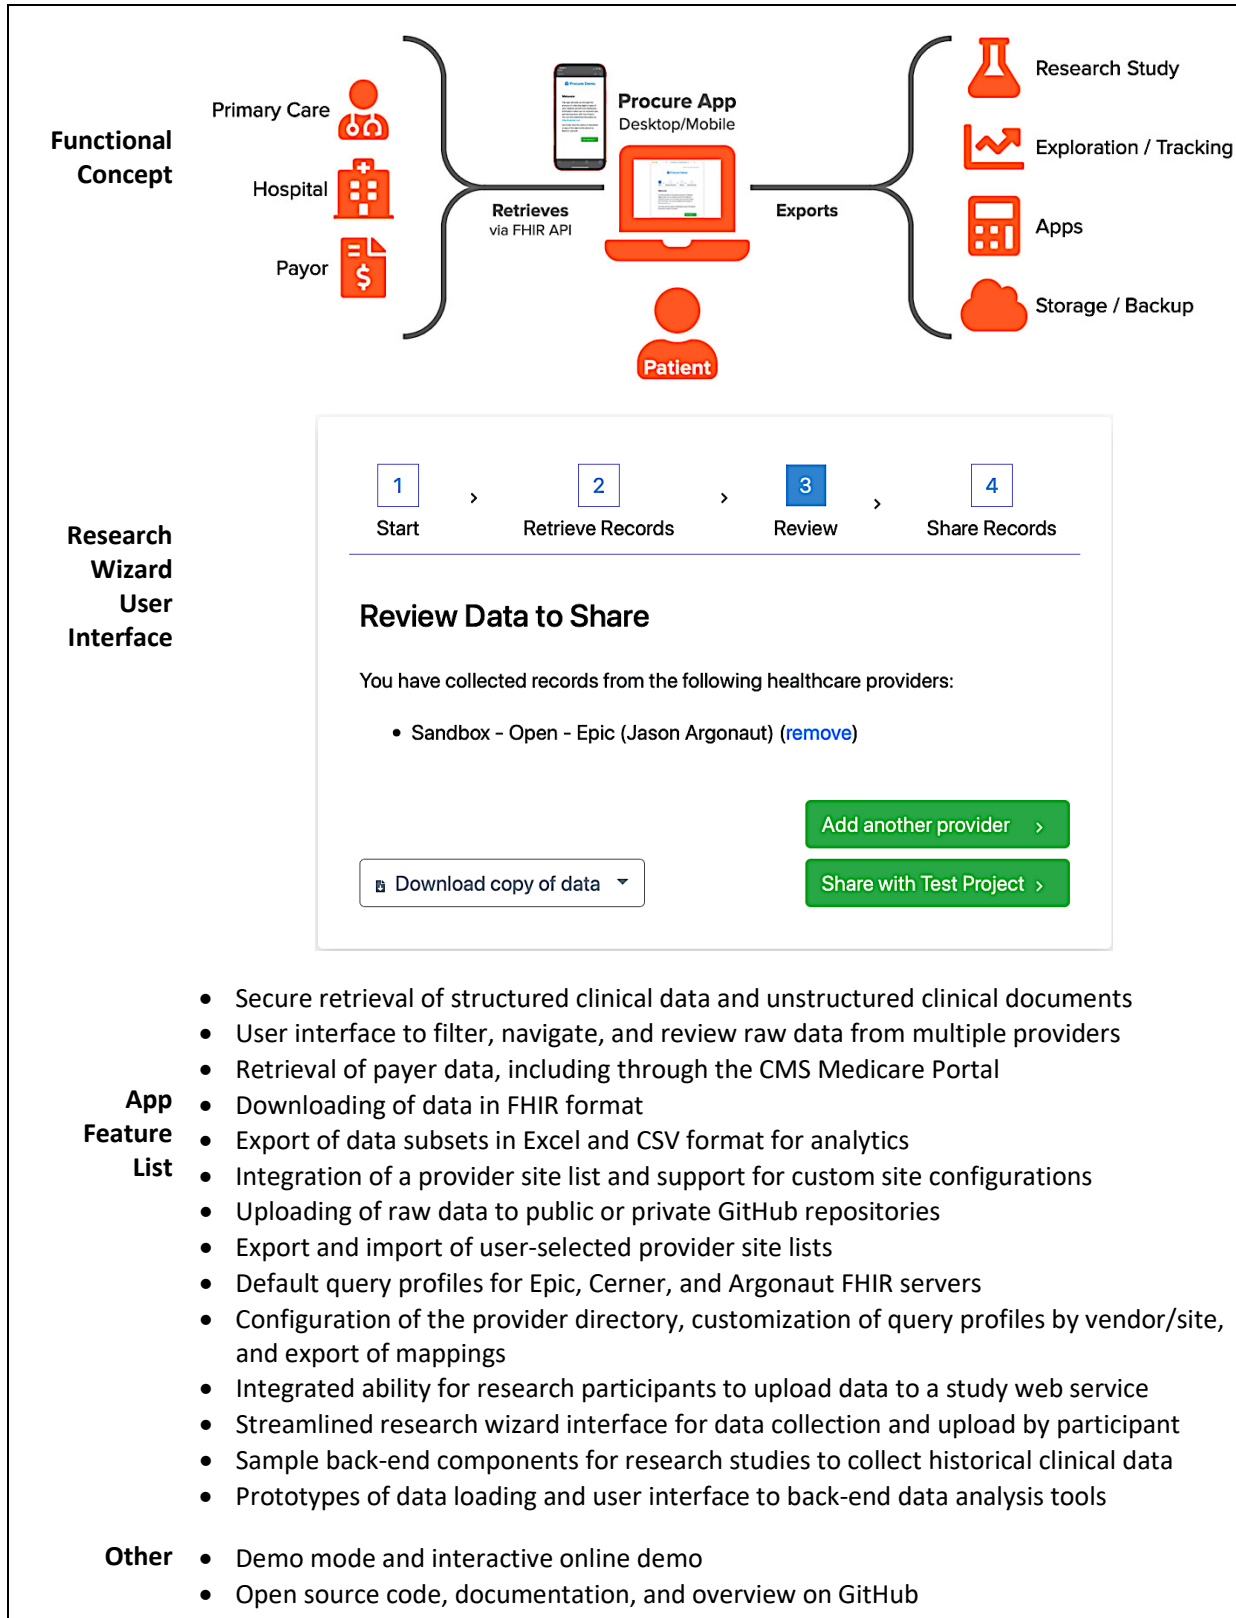 Functional
Concept
Primary Care
Hospital
Payor
Retrieves
via FHIR API
Procure App
Desktop/Mobile
Procure Demo
Exports
Patient
Research Study
Exploration / Tracking
Apps
Storage / Backup
Research
Wizard
User
Interface
1 › 2 › 3 › 4
Start Retrieve Records Review Share Records
Review Data to Share
You have collected records from the following healthcare providers:
• Sandbox - Open - Epic (Jason Argonaut) (remove)
Add another provider ›
Download copy of data
Share with Test Project ›
App
Feature
List
• Secure retrieval of structured clinical data and unstructured clinical documents
• User interface to filter, navigate, and review raw data from multiple providers
• Retrieval of payer data, including through the CMS Medicare Portal
• Downloading of data in FHIR format
• Export of data subsets in Excel and CSV format for analytics
• Integration of a provider site list and support for custom site configurations
• Uploading of raw data to public or private GitHub repositories
• Export and import of user-selected provider site lists
• Default query profiles for Epic, Cerner, and Argonaut FHIR servers
• Configuration of the provider directory, customization of query profiles by vendor/site,
and export of mappings
• Integrated ability for research participants to upload data to a study web service
• Streamlined research wizard interface for data collection and upload by participant
• Sample back-end components for research studies to collect historical clinical data
• Prototypes of data loading and user interface to back-end data analysis tools
Other
• Demo mode and interactive online demo
• Open source code, documentation, and overview on GitHub